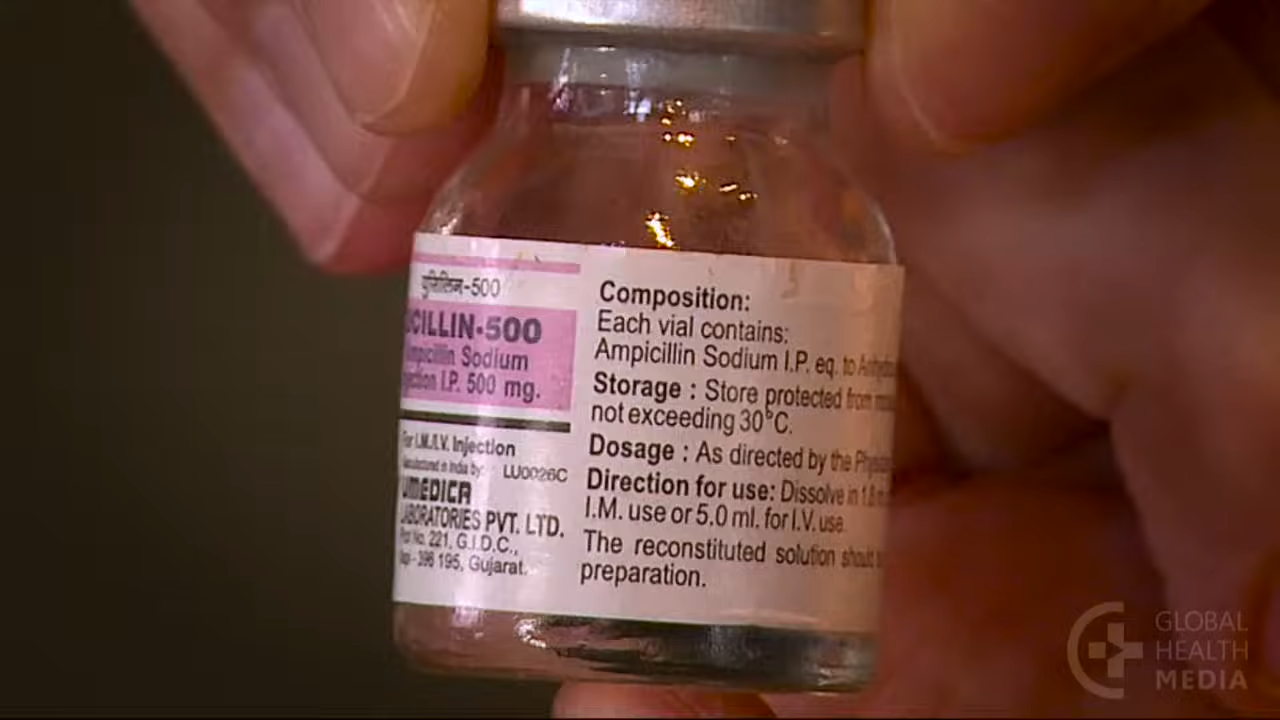 -500
CILLIN-500
Ampicillin Sodium
I.P. 500 mg.
For I.M./I.V. Injection
Manufactured in India by: LU0026C
UMEDICA
LABORATORIES PVT. LTD.
No. 221, G.I.D.C.,
396 195, Gujarat.
Composition:
Each vial contains:
Ampicillin Sodium I.P. eq. to
Storage : Store protected from
not exceeding 30°C.
Dosage : As directed by the
Direction for use: Dissolve in
I.M. use or 5.0 ml. for I.V. use
The reconstituted solution should
preparation.
GLOBAL
HEALTH
MEDIA